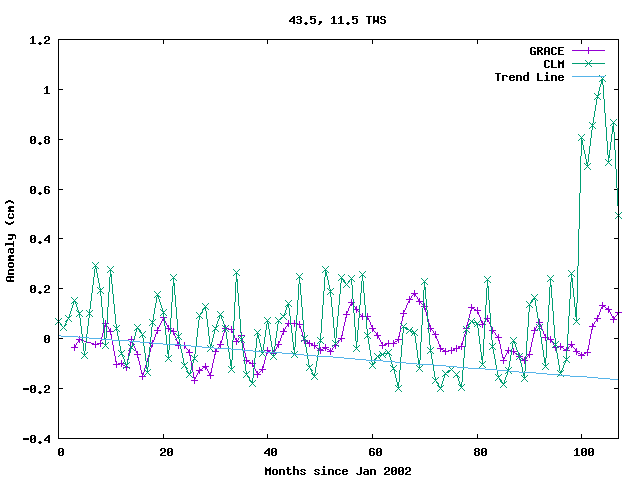 43.5, 11.5 TWS
GRACE
CLM
Trend Line
1.2
1
0.8
0.6
0.4
0.2
0
-0.2
-0.4
Anomaly (cm)
0 20 40 60 80 100
Months since Jan 2002